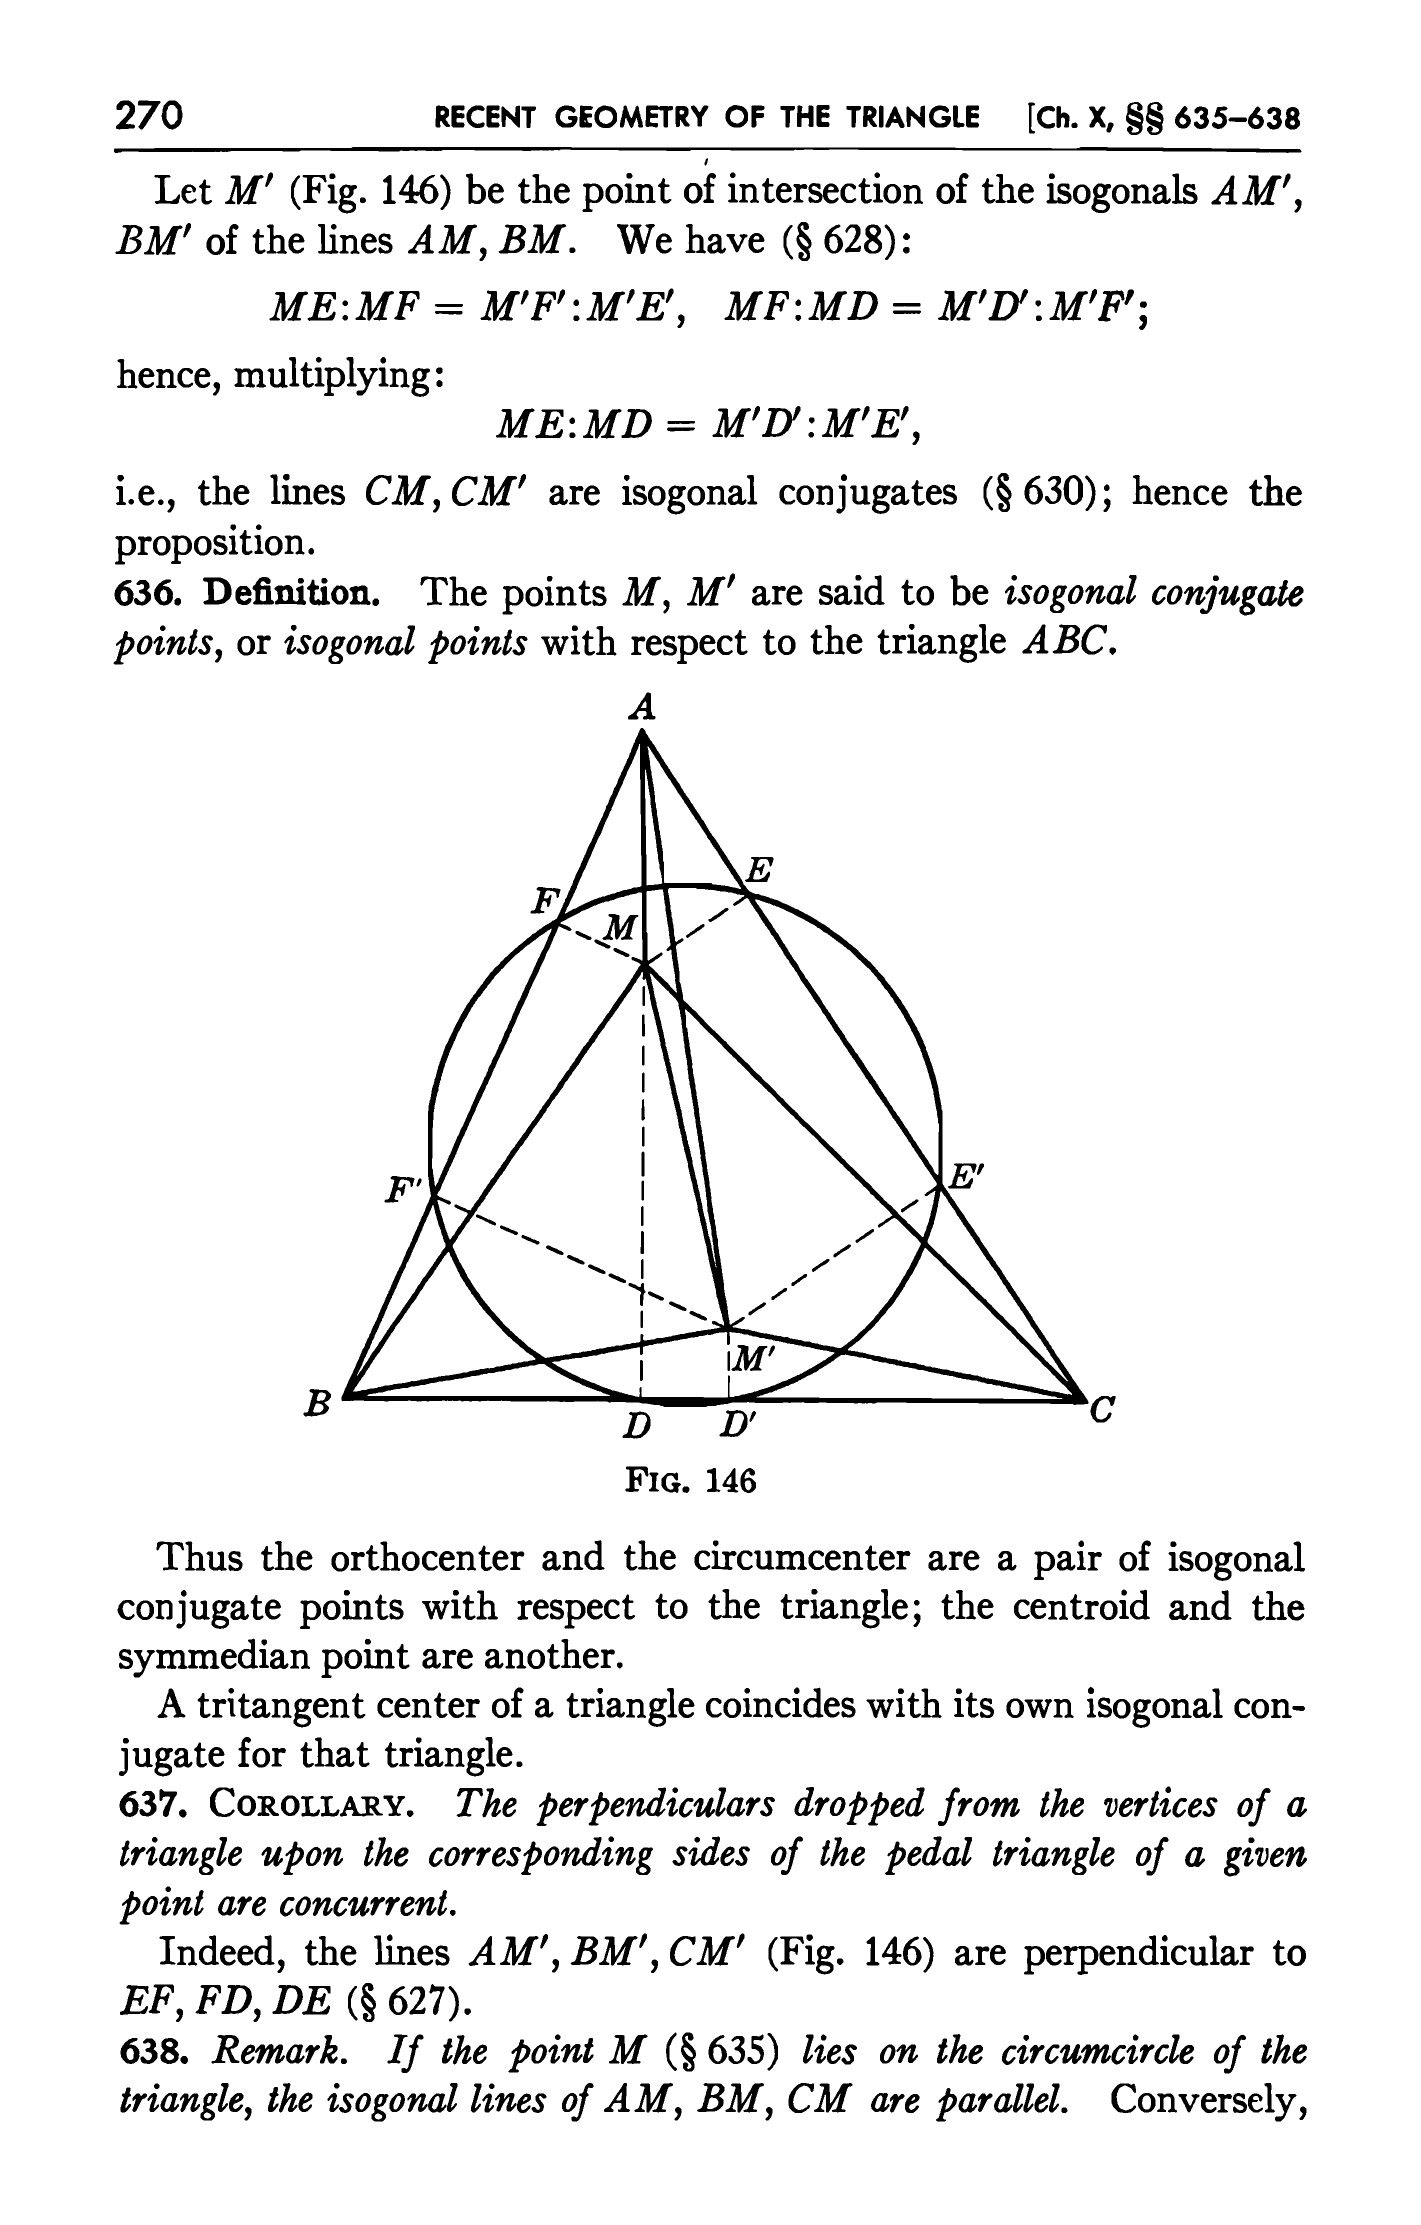 270 RECENT GEOMETRY OF THE TRIANGLE [Ch. X, §§ 635–638
Let M′ (Fig. 146) be the point of intersection of the isogonals AM′,
BM′ of the lines AM, BM. We have (§ 628):
ME:MF = M′F′:M′E′, MF:MD = M′D′:M′F′;
hence, multiplying:
ME:MD = M′D′:M′E′,
i.e., the lines CM, CM′ are isogonal conjugates (§ 630); hence the
proposition.
636. Definition. The points M, M′ are said to be isogonal conjugate
points, or isogonal points with respect to the triangle ABC.
A
E
F
M
F′
E′
M′
B
C
D
D′
FIG. 146
Thus the orthocenter and the circumcenter are a pair of isogonal
conjugate points with respect to the triangle; the centroid and the
symmedian point are another.
A tritangent center of a triangle coincides with its own isogonal con-
jugate for that triangle.
637. COROLLARY. The perpendiculars dropped from the vertices of a
triangle upon the corresponding sides of the pedal triangle of a given
point are concurrent.
Indeed, the lines AM′, BM′, CM′ (Fig. 146) are perpendicular to
EF, FD, DE (§ 627).
638. Remark. If the point M (§ 635) lies on the circumcircle of the
triangle, the isogonal lines of AM, BM, CM are parallel. Conversely,